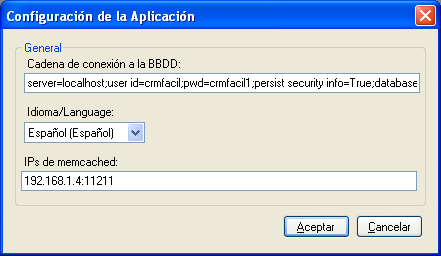 Configuración de la Aplicación
General
Cadena de conexión a la BBDD:
server=localhost;user id=crmfacil;pwd=crmfacil1;persist security info=True;database
Idioma/Language:
Español (Español)
IPs de memcached:
192.168.1.4:11211
Aceptar Cancelar